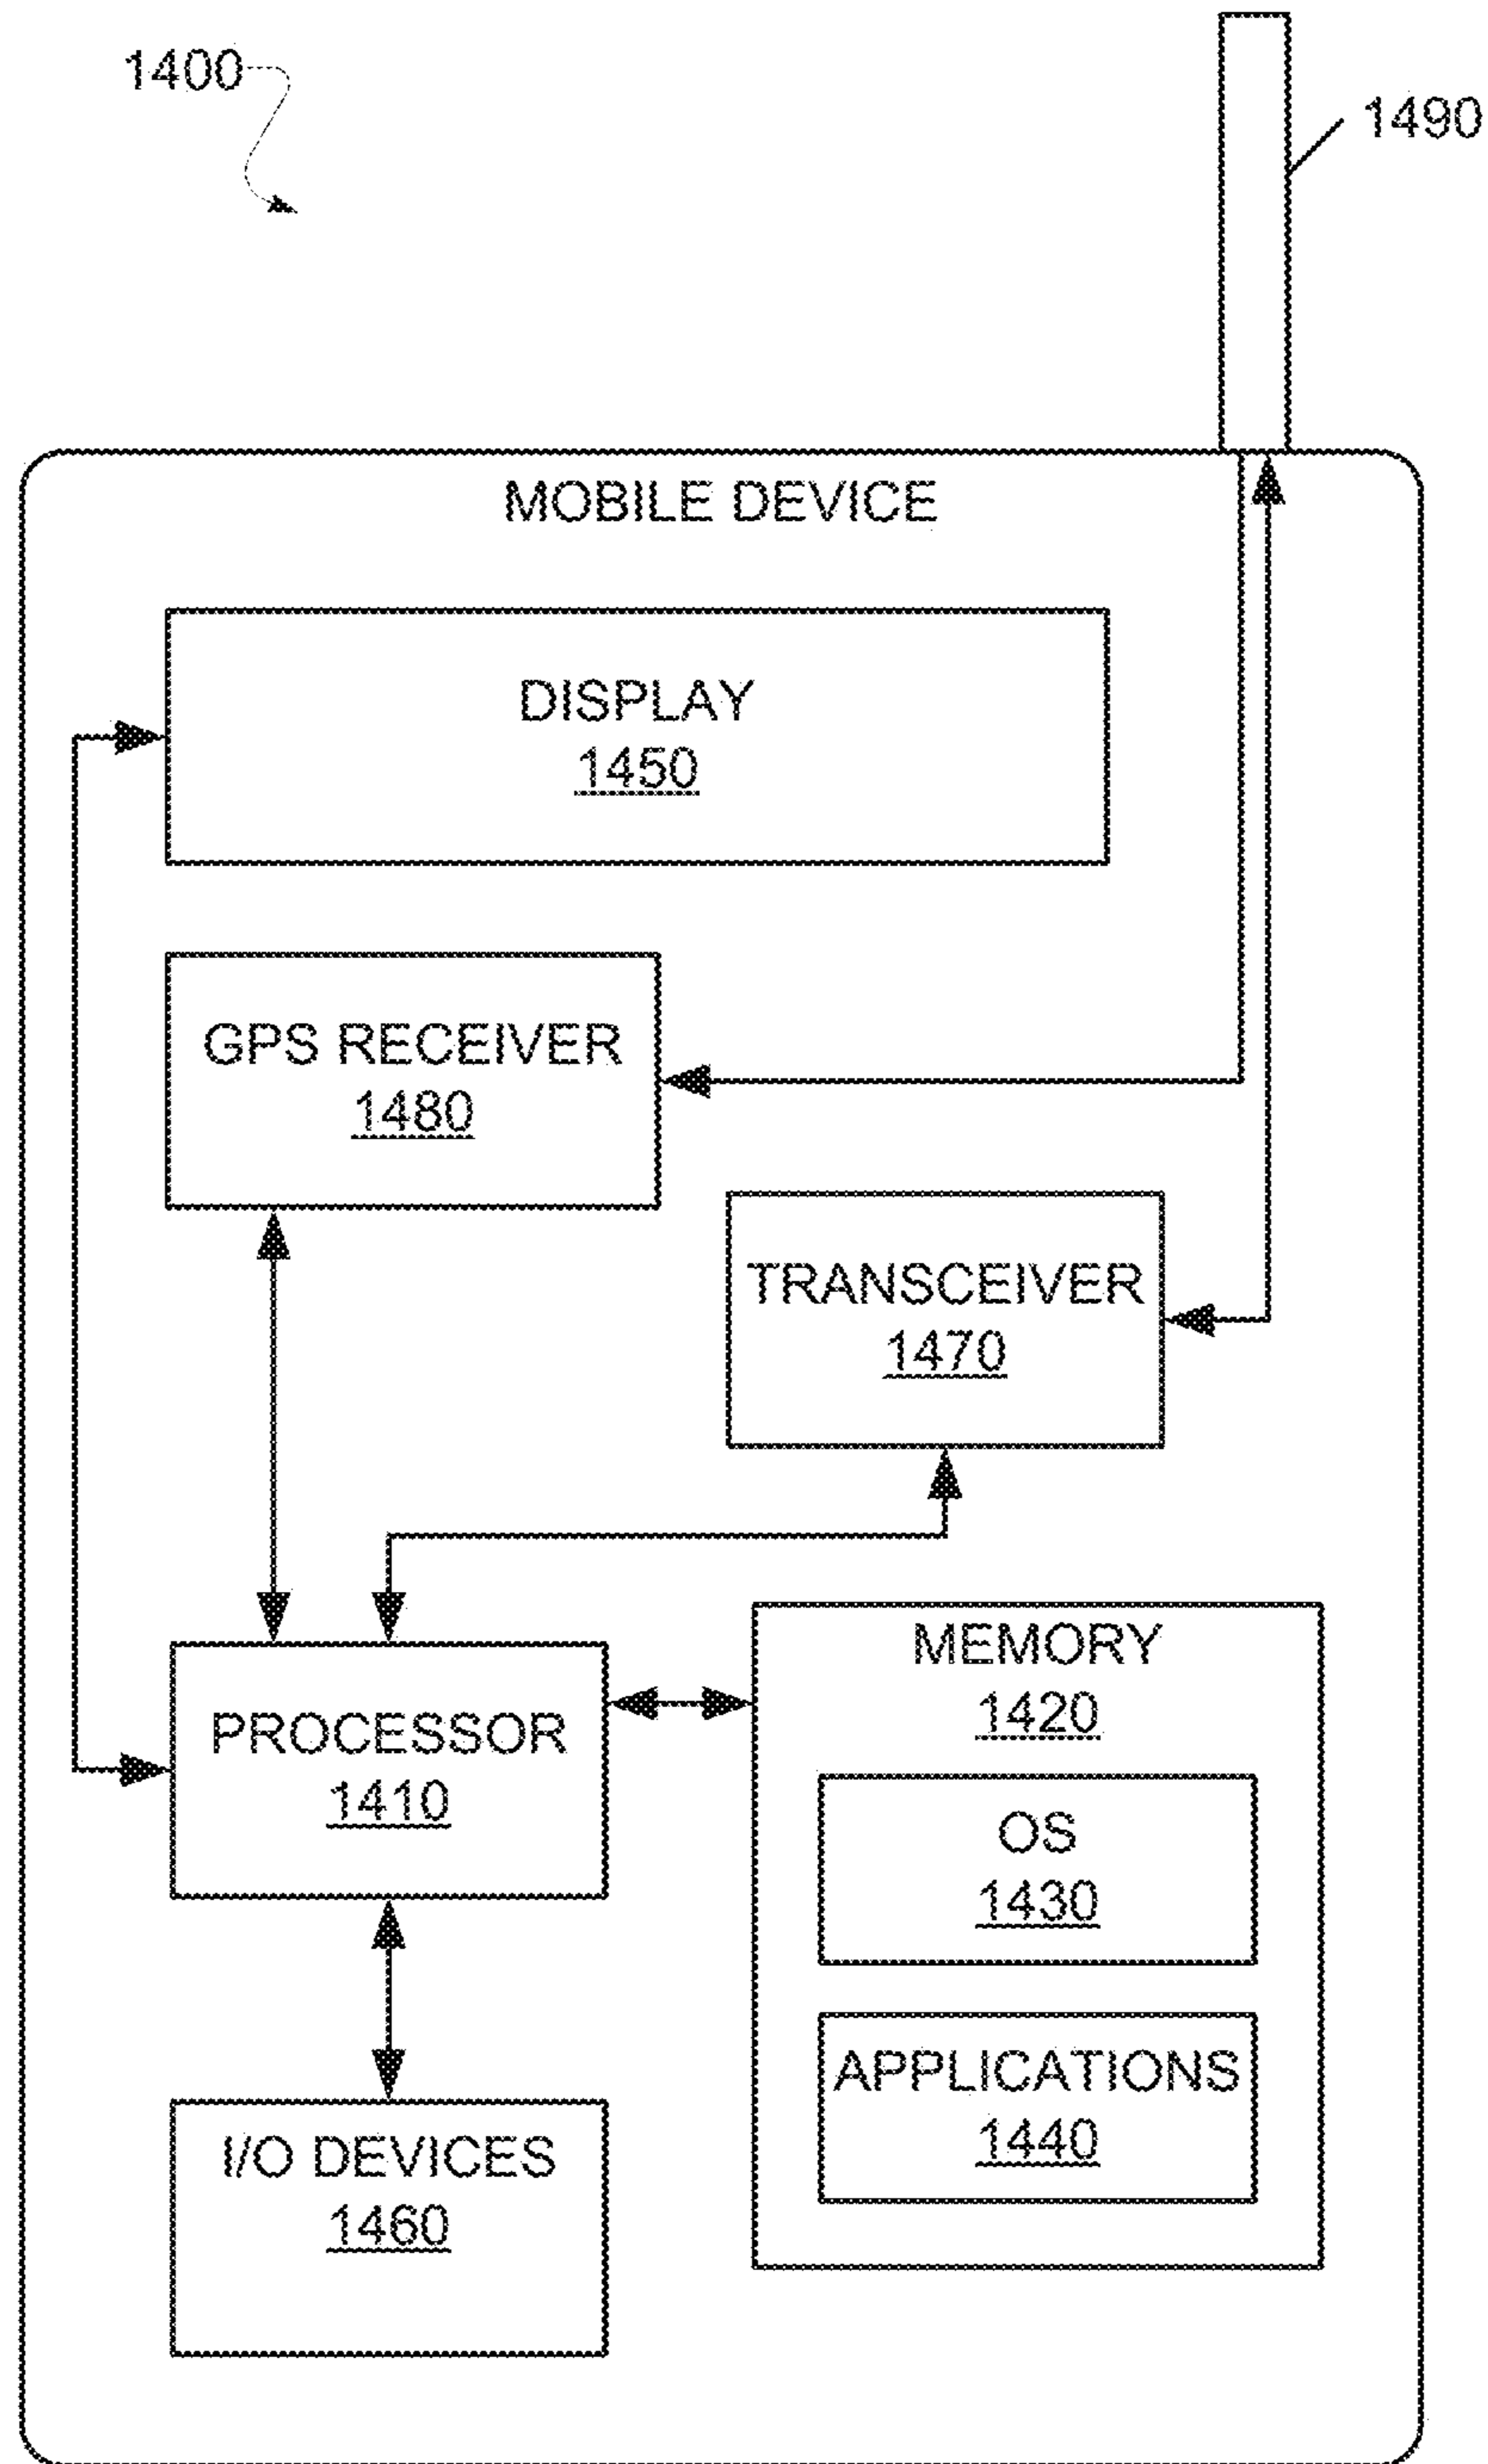 1400
1490
MOBILE DEVICE
DISPLAY
1450
GPS RECEIVER
1480
TRANSCEIVER
1470
MEMORY
1420
PROCESSOR
1410
OS
1430
APPLICATIONS
1440
I/O DEVICES
1460